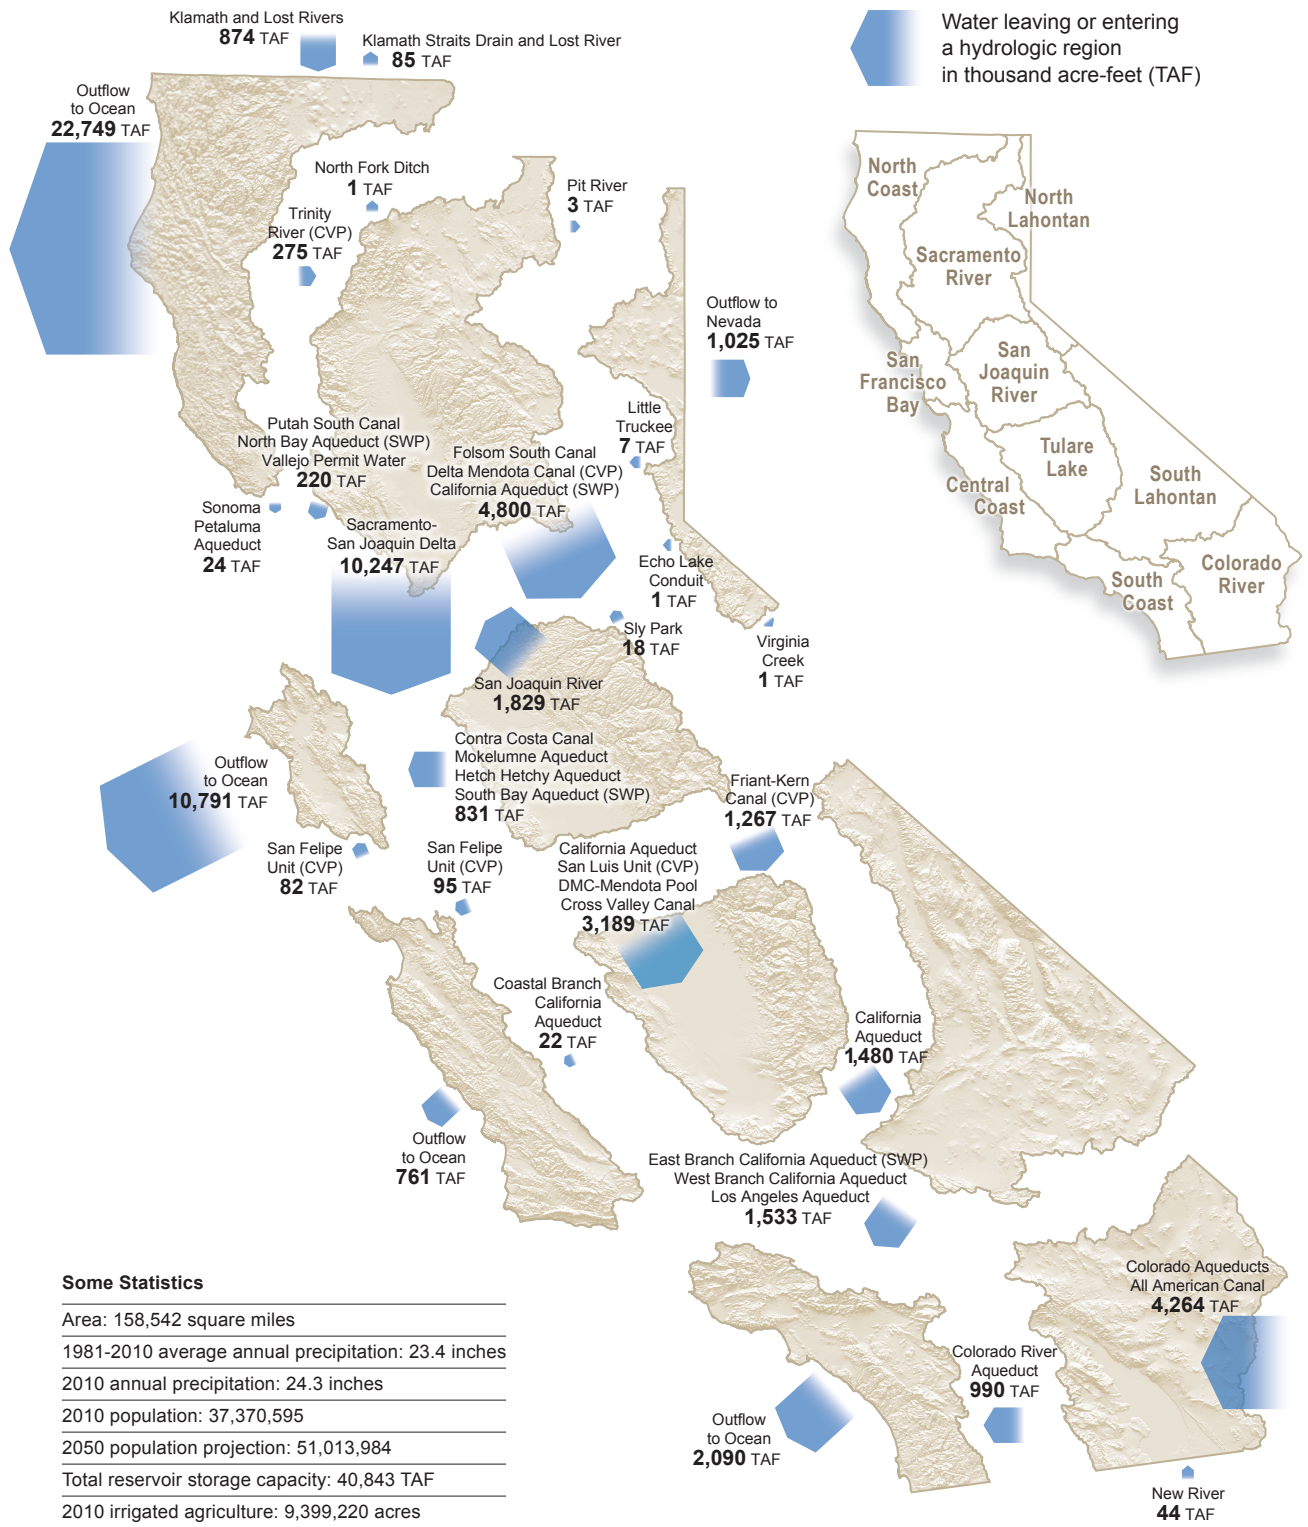 Klamath and Lost Rivers
874 TAF
Klamath Straits Drain and Lost River
85 TAF
Water leaving or entering
a hydrologic region
in thousand acre-feet (TAF)
Outflow
to Ocean
22,749 TAF
North Fork Ditch
1 TAF
Pit River
3 TAF
Trinity
River (CVP)
275 TAF
North
Coast
North
Lahontan
Sacramento
River
San
Joaquin
River
San
Francisco
Bay
Tulare
Lake
Central
Coast
South
Lahontan
South
Coast
Colorado
River
Outflow to
Nevada
1,025 TAF
Little
Truckee
7 TAF
Putah South Canal
North Bay Aqueduct (SWP)
Vallejo Permit Water
220 TAF
Folsom South Canal
Delta Mendota Canal (CVP)
California Aqueduct (SWP)
4,800 TAF
Sonoma
Petaluma
Aqueduct
24 TAF
Sacramento-
San Joaquin Delta
10,247 TAF
Echo Lake
Conduit
1 TAF
Sly Park
18 TAF
Virginia
Creek
1 TAF
San Joaquin River
1,829 TAF
Contra Costa Canal
Mokelumne Aqueduct
Hetch Hetchy Aqueduct
South Bay Aqueduct (SWP)
831 TAF
Outflow
to Ocean
10,791 TAF
Friant-Kern
Canal (CVP)
1,267 TAF
San Felipe
Unit (CVP)
82 TAF
San Felipe
Unit (CVP)
95 TAF
California Aqueduct
San Luis Unit (CVP)
DMC-Mendota Pool
Cross Valley Canal
3,189 TAF
Coastal Branch
California
Aqueduct
22 TAF
California
Aqueduct
1,480 TAF
Outflow
to Ocean
761 TAF
East Branch California Aqueduct (SWP)
West Branch California Aqueduct
Los Angeles Aqueduct
1,533 TAF
Colorado Aqueducts
All American Canal
4,264 TAF
Colorado River
Aqueduct
990 TAF
Outflow
to Ocean
2,090 TAF
New River
44 TAF
Some Statistics
Area: 158,542 square miles
1981-2010 average annual precipitation: 23.4 inches
2010 annual precipitation: 24.3 inches
2010 population: 37,370,595
2050 population projection: 51,013,984
Total reservoir storage capacity: 40,843 TAF
2010 irrigated agriculture: 9,399,220 acres